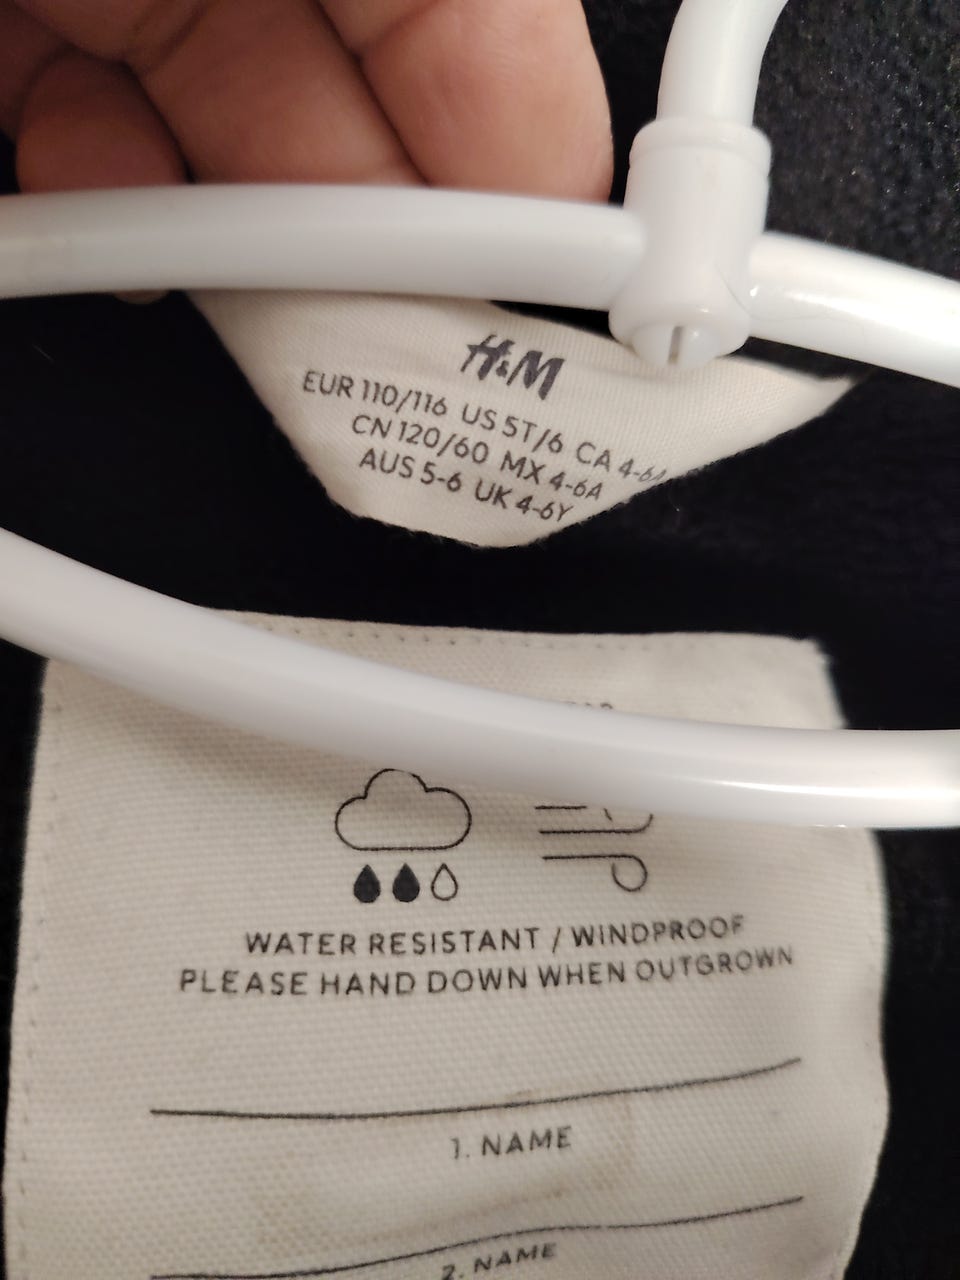 H&M
EUR 110/116 US 5T/6 CA 4-6A
CN 120/60 MX 4-6A
AUS 5-6 UK 4-6Y
WATER RESISTANT / WINDPROOF
PLEASE HAND DOWN WHEN OUTGROWN
1. NAME
2. NAME